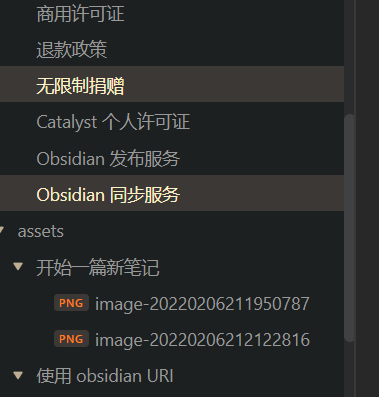 商用许可证
退款政策
无限制捐赠
Catalyst 个人许可证
Obsidian 发布服务
Obsidian 同步服务
assets
开始一篇新笔记
PNG image-20220206211950787
PNG image-20220206212122816
使用 obsidian URI